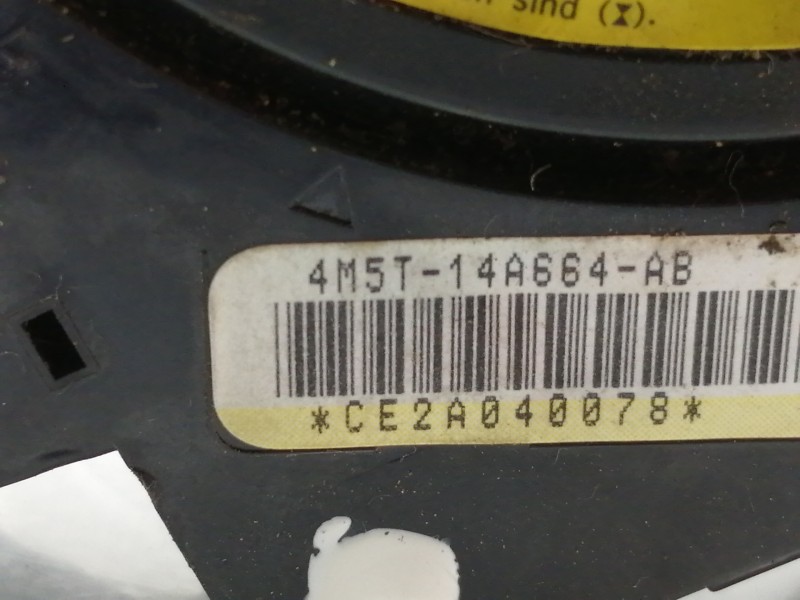 sind (⧗).
4M5T-14A664-AB
*CE2A040078*